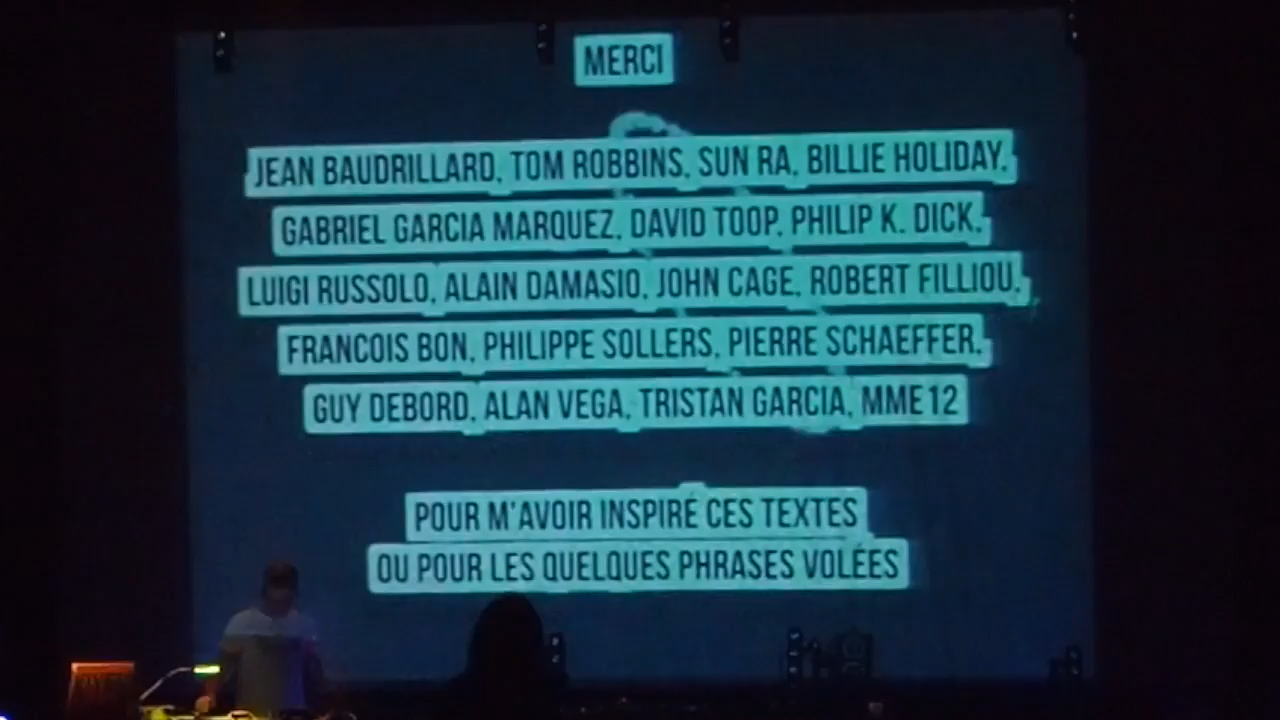 MERCI
JEAN BAUDRILLARD, TOM ROBBINS, SUN RA, BILLIE HOLIDAY,
GABRIEL GARCIA MARQUEZ, DAVID TOOP, PHILIP K. DICK,
LUIGI RUSSOLO, ALAIN DAMASIO, JOHN CAGE, ROBERT FILLIOU,
FRANCOIS BON, PHILIPPE SOLLERS, PIERRE SCHAEFFER,
GUY DEBORD, ALAN VEGA, TRISTAN GARCIA, MME12
POUR M'AVOIR INSPIRÉ CES TEXTES
OU POUR LES QUELQUES PHRASES VOLÉES